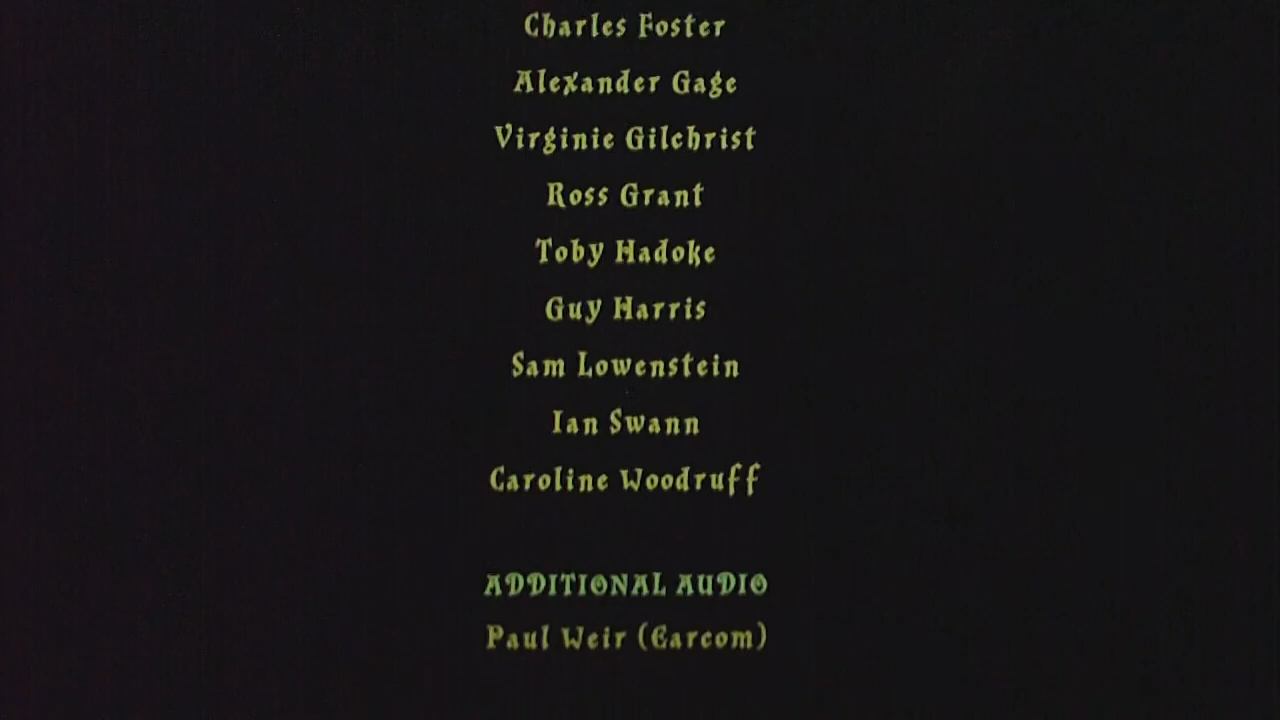 Charles Foster
Alexander Gage
Virginie Gilchrist
Ross Grant
Toby Hadoke
Guy Harris
Sam Lowenstein
Ian Swann
Caroline Woodruff
ADDITIONAL AUDIO
Paul Weir (Earcom)